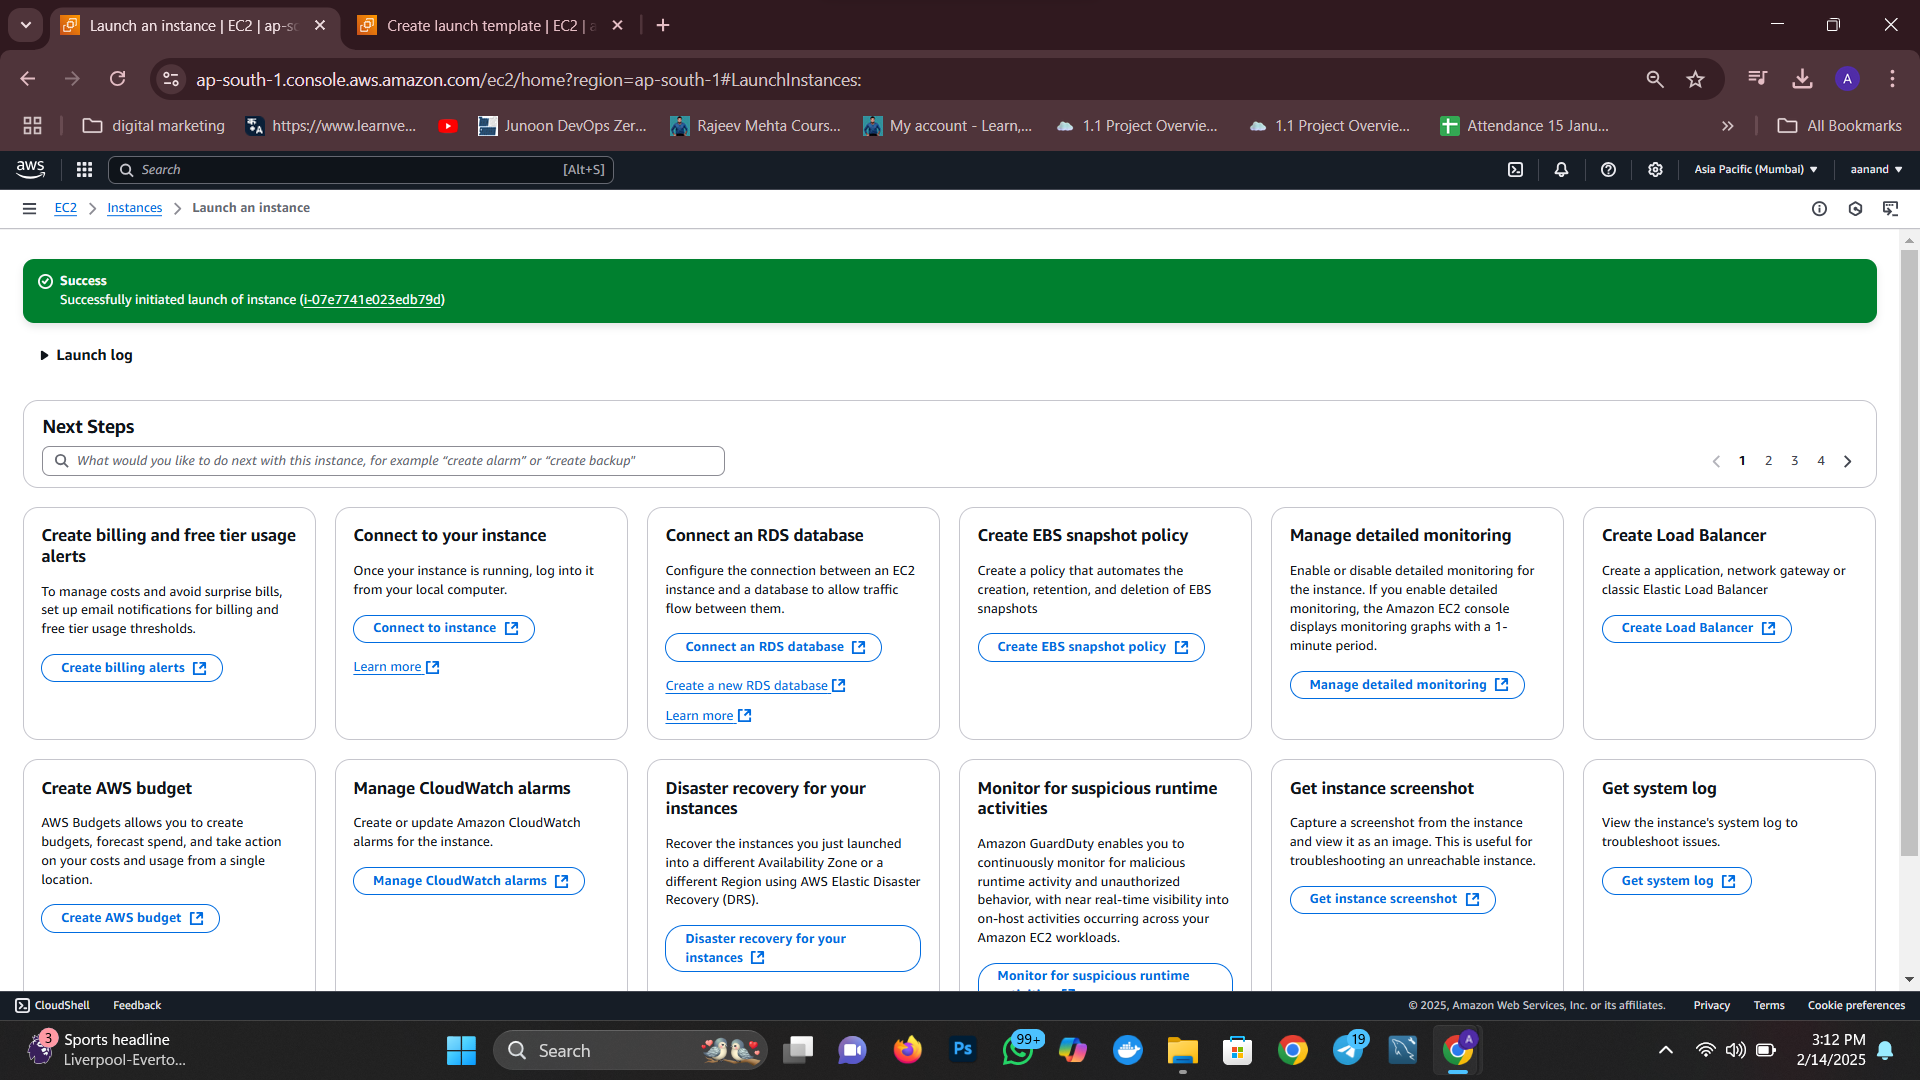 Launch an instance | EC2 | ap-so
Create launch template | EC2 | a
ap-south-1.console.aws.amazon.com/ec2/home?region=ap-south-1#LaunchInstances:
A
digital marketing
https://www.learnve...
Junoon DevOps Zer...
Rajeev Mehta Cours...
My account - Learn,...
1.1 Project Overvie...
1.1 Project Overvie...
Attendance 15 Janu...
All Bookmarks
aws
Search
[Alt+S]
Asia Pacific (Mumbai)
aanand
EC2
Instances
Launch an instance
Success
Successfully initiated launch of instance (i-07e7741e023edb79d)
Launch log
Next Steps
What would you like to do next with this instance, for example “create alarm” or “create backup"
1 2 3 4
Create billing and free tier usage
alerts
To manage costs and avoid surprise bills,
set up email notifications for billing and
free tier usage thresholds.
Create billing alerts
Connect to your instance
Once your instance is running, log into it
from your local computer.
Connect to instance
Learn more
Connect an RDS database
Configure the connection between an EC2
instance and a database to allow traffic
flow between them.
Connect an RDS database
Create a new RDS database
Learn more
Create EBS snapshot policy
Create a policy that automates the
creation, retention, and deletion of EBS
snapshots
Create EBS snapshot policy
Manage detailed monitoring
Enable or disable detailed monitoring for
the instance. If you enable detailed
monitoring, the Amazon EC2 console
displays monitoring graphs with a 1-
minute period.
Manage detailed monitoring
Create Load Balancer
Create a application, network gateway or
classic Elastic Load Balancer
Create Load Balancer
Create AWS budget
AWS Budgets allows you to create
budgets, forecast spend, and take action
on your costs and usage from a single
location.
Create AWS budget
Manage CloudWatch alarms
Create or update Amazon CloudWatch
alarms for the instance.
Manage CloudWatch alarms
Disaster recovery for your
instances
Recover the instances you just launched
into a different Availability Zone or a
different Region using AWS Elastic Disaster
Recovery (DRS).
Disaster recovery for your
instances
Monitor for suspicious runtime
activities
Amazon GuardDuty enables you to
continuously monitor for malicious
runtime activity and unauthorized
behavior, with near real-time visibility into
on-host activities occurring across your
Amazon EC2 workloads.
Monitor for suspicious runtime
Get instance screenshot
Capture a screenshot from the instance
and view it as an image. This is useful for
troubleshooting an unreachable instance.
Get instance screenshot
Get system log
View the instance's system log to
troubleshoot issues.
Get system log
CloudShell
Feedback
© 2025, Amazon Web Services, Inc. or its affiliates.
Privacy
Terms
Cookie preferences
3
Sports headline
Liverpool-Everto...
Search
Ps
99+
19
A
3:12 PM
2/14/2025